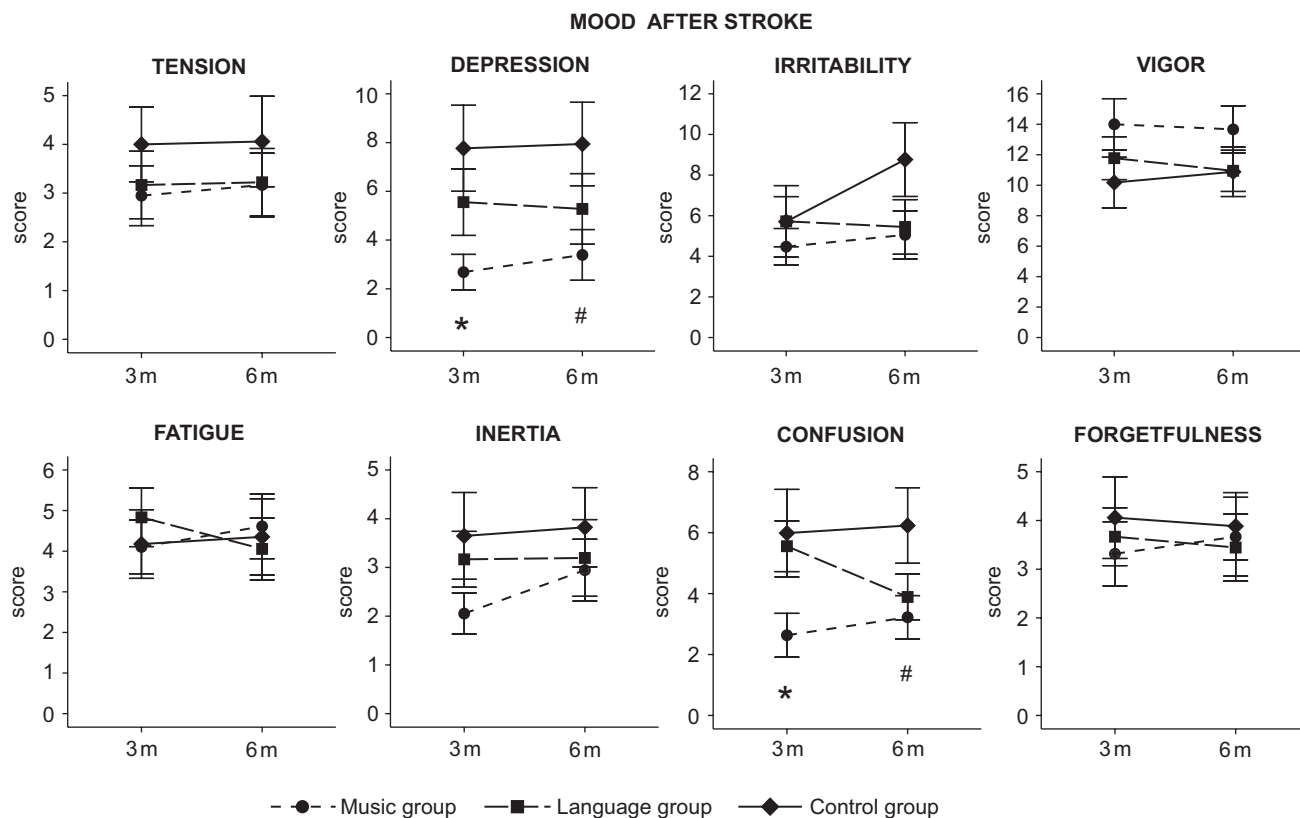 MOOD AFTER STROKE
TENSION
5
4
3
2
1
0
score
3m
6m
DEPRESSION
10
8
6
4
2
0
score
*
#
3m
6m
IRRITABILITY
12
10
8
6
4
2
0
score
3m
6m
VIGOR
16
14
12
10
8
6
4
2
0
score
3m
6m
FATIGUE
6
5
4
3
2
1
0
score
3m
6m
INERTIA
5
4
3
2
1
0
score
3m
6m
CONFUSION
8
6
4
2
0
score
*
#
3m
6m
FORGETFULNESS
5
4
3
2
1
0
score
3m
6m
Music group Language group Control group